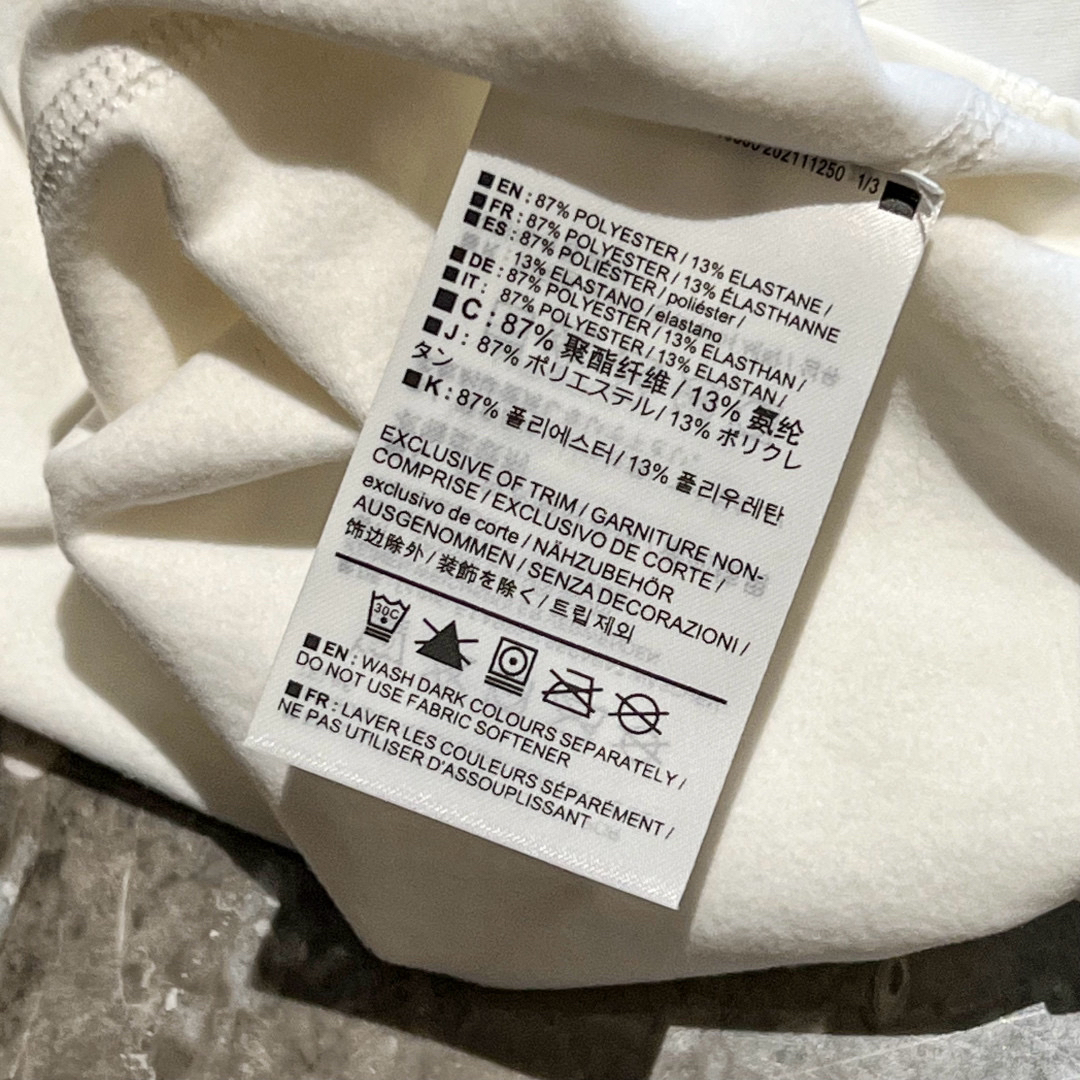 202111250 1/3
EN : 87% POLYESTER / 13% ELASTANE /
FR : 87% POLYESTER / 13% ÉLASTHANNE
ES : 87% POLIÉSTER / poliéster /
13% ELASTANO / elastano
DE : 87% POLYESTER / 13% ELASTHAN /
IT : 87% POLYESTER / 13% ELASTAN /
C : 87% 聚酯纤维 / 13% 氨纶
J : 87% ポリエステル / 13% ポリウレ
タン
K : 87% 폴리에스터 / 13% 폴리우레탄
EXCLUSIVE OF TRIM / GARNITURE NON-
COMPRISE / EXCLUSIVO DE CORTE /
exclusivo de corte / NÄHZUBEHÖR
AUSGENOMMEN / SENZA DECORAZIONI /
饰边除外 / 装飾を除く / 트립 제외
30C
EN : WASH DARK COLOURS SEPARATELY /
DO NOT USE FABRIC SOFTENER
FR : LAVER LES COULEURS SÉPARÉMENT /
NE PAS UTILISER D'ASSOUPLISSANT